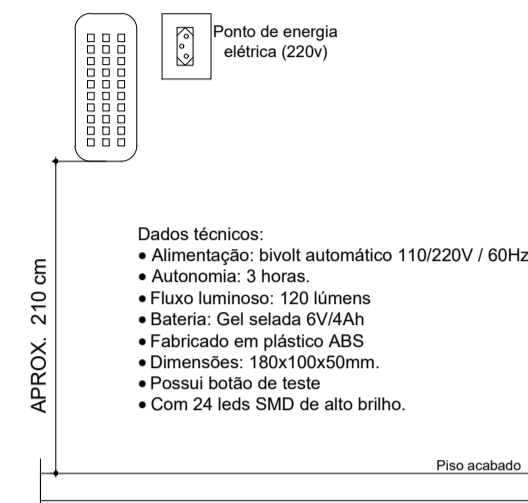 Ponto de energia
elétrica (220v)
Dados técnicos:
• Alimentação: bivolt automático 110/220V / 60Hz
• Autonomia: 3 horas.
• Fluxo luminoso: 120 lúmens
• Bateria: Gel selada 6V/4Ah
• Fabricado em plástico ABS
• Dimensões: 180x100x50mm.
• Possui botão de teste
• Com 24 leds SMD de alto brilho.
APROX. 210 cm
Piso acabado